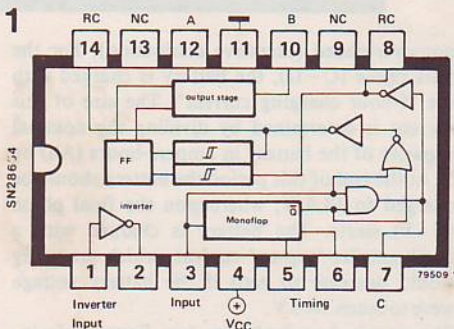 1
RC NC A B NC RC
14 13 12 11 10 9 8
output stage
FF
SN28654
inverter
Monoflop Q̄
79509
1 2 3 4 5 6 7
Inverter Input Timing C
Input VCC